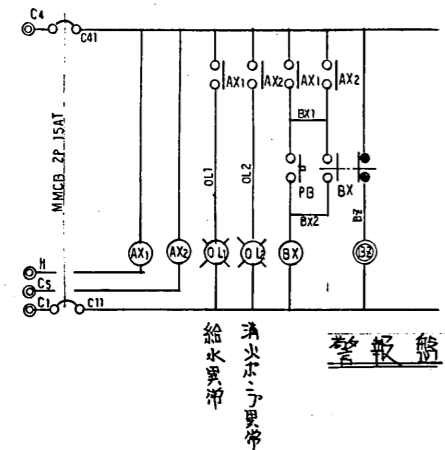 C4
C41
AX1
AX2
AX1
AX2
BX1
MMCB 2P 15AT
OL1
OL2
PB
BX
BZ
BX2
H
C5
C1
C11
AX1
AX2
OL1
OL2
BX
BZ
給水異常
消火ポンプ異常
警報盤